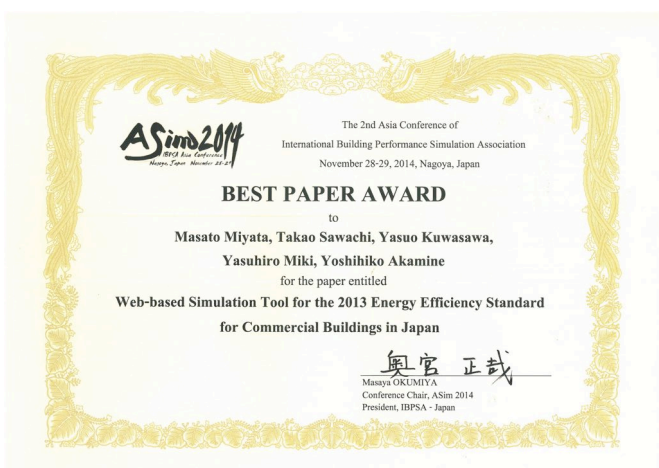 ASim2014
IBPSA Asia Conference
Nagoya, Japan November 28-29
The 2nd Asia Conference of
International Building Performance Simulation Association
November 28-29, 2014, Nagoya, Japan
BEST PAPER AWARD
to
Masato Miyata, Takao Sawachi, Yasuo Kuwasawa,
Yasuhiro Miki, Yoshihiko Akamine
for the paper entitled
Web-based Simulation Tool for the 2013 Energy Efficiency Standard
for Commercial Buildings in Japan
奥宮 正哉
Masaya OKUMIYA
Conference Chair, ASim 2014
President, IBPSA - Japan